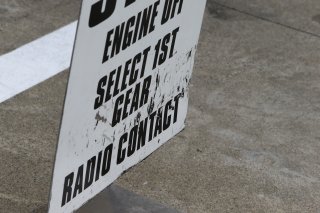 ENGINE OFF
SELECT 1ST
GEAR
RADIO CONTACT